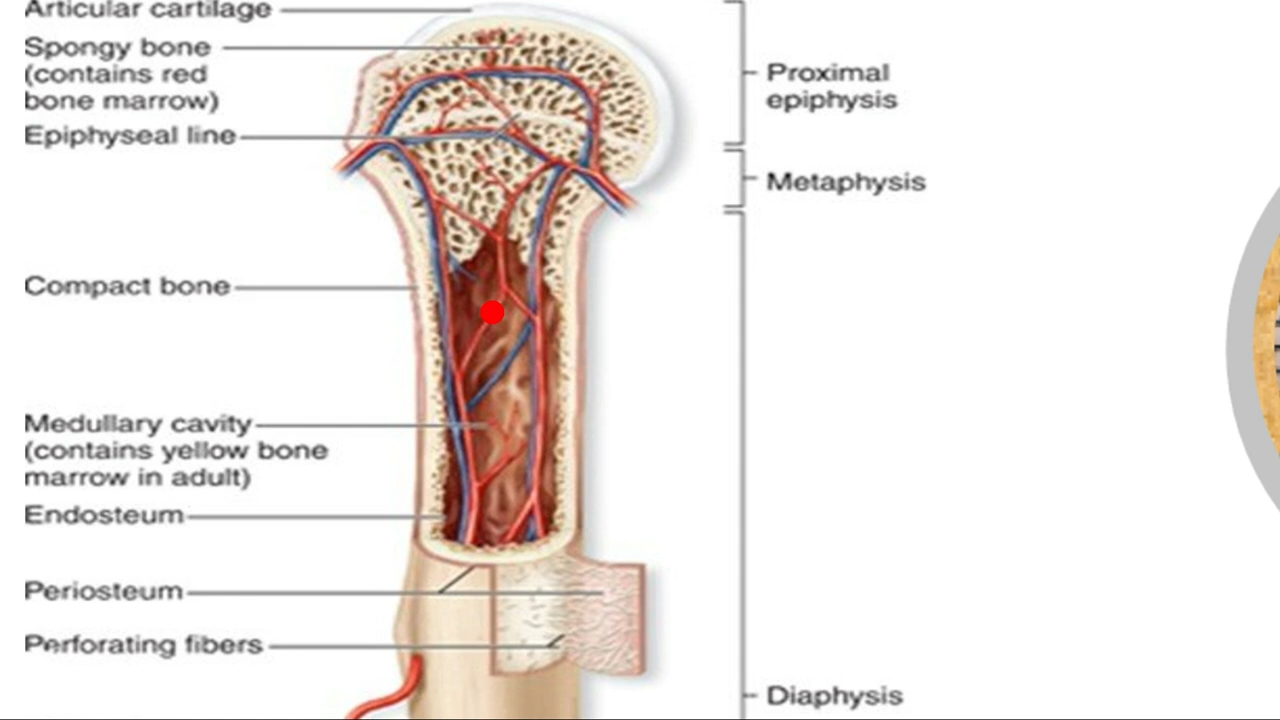 Articular cartilage
Spongy bone
(contains red
bone marrow)
Epiphyseal line
Compact bone
Medullary cavity
(contains yellow bone
marrow in adult)
Endosteum
Periosteum
Perforating fibers
Proximal
epiphysis
Metaphysis
Diaphysis